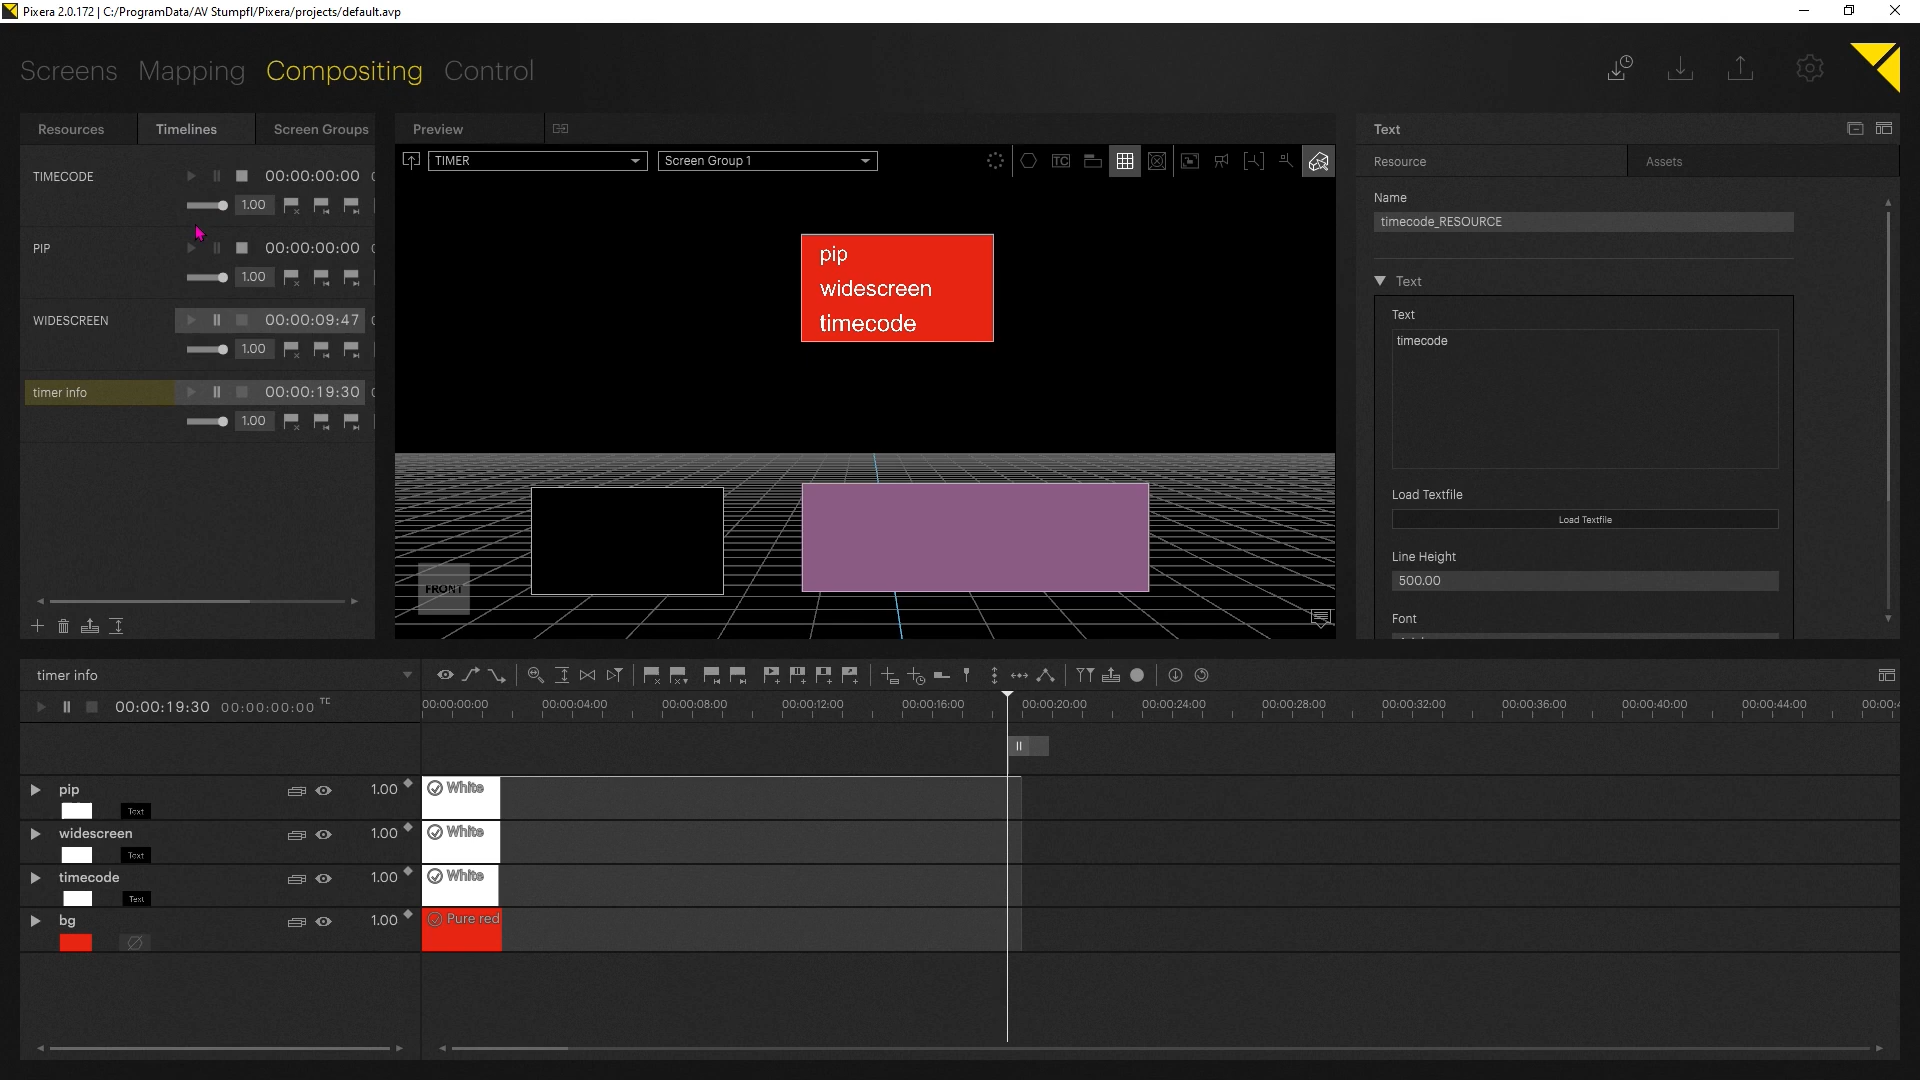 Pixera 2.0.172 | C:/ProgramData/AV Stumpfl/Pixera/projects/default.avp
Screens Mapping Compositing Control
Resources Timelines Screen Groups
Preview
Text
TIMER
Screen Group 1
TC
Resource Assets
TIMECODE 00:00:00:00
1.00
PIP 00:00:00:00
1.00
WIDESCREEN 00:00:09:47
1.00
timer info 00:00:19:30
1.00
pip
widescreen
timecode
FRONT
Name
timecode_RESOURCE
Text
Text
timecode
Load Textfile
Load Textfile
Line Height
500.00
Font
timer info
00:00:19:30 00:00:00:00 TC
00:00:00:00 00:00:04:00 00:00:08:00 00:00:12:00 00:00:16:00 00:00:20:00 00:00:24:00 00:00:28:00 00:00:32:00 00:00:36:00 00:00:40:00 00:00:44:00
pip 1.00 White
Text
widescreen 1.00 White
Text
timecode 1.00 White
Text
bg 1.00 Pure red